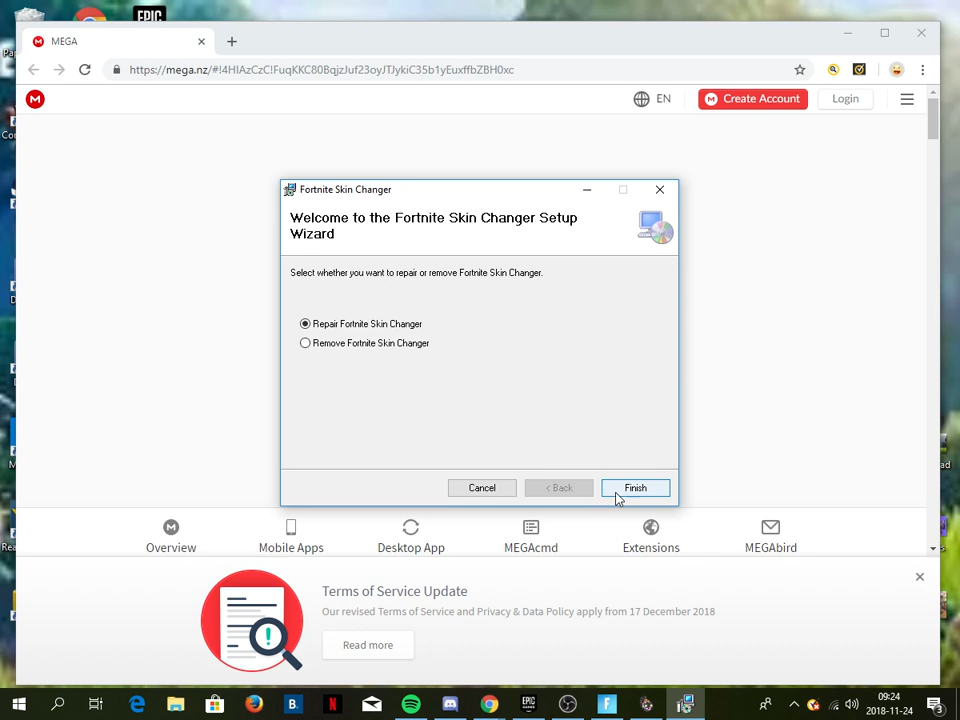 EPIC
MEGA
https://mega.nz/#!4HIAzCzC!FuqKKC80BqjzJuf23oyJTJykiC35b1yEuxffbZBH0xc
EN
M Create Account
Login
Fortnite Skin Changer
Welcome to the Fortnite Skin Changer Setup
Wizard
Select whether you want to repair or remove Fortnite Skin Changer.
Repair Fortnite Skin Changer
Remove Fortnite Skin Changer
Cancel
< Back
Finish
Overview
Mobile Apps
Desktop App
MEGAcmd
Extensions
MEGAbird
Terms of Service Update
Our revised Terms of Service and Privacy & Data Policy apply from 17 December 2018
Read more
09:24
2018-11-24